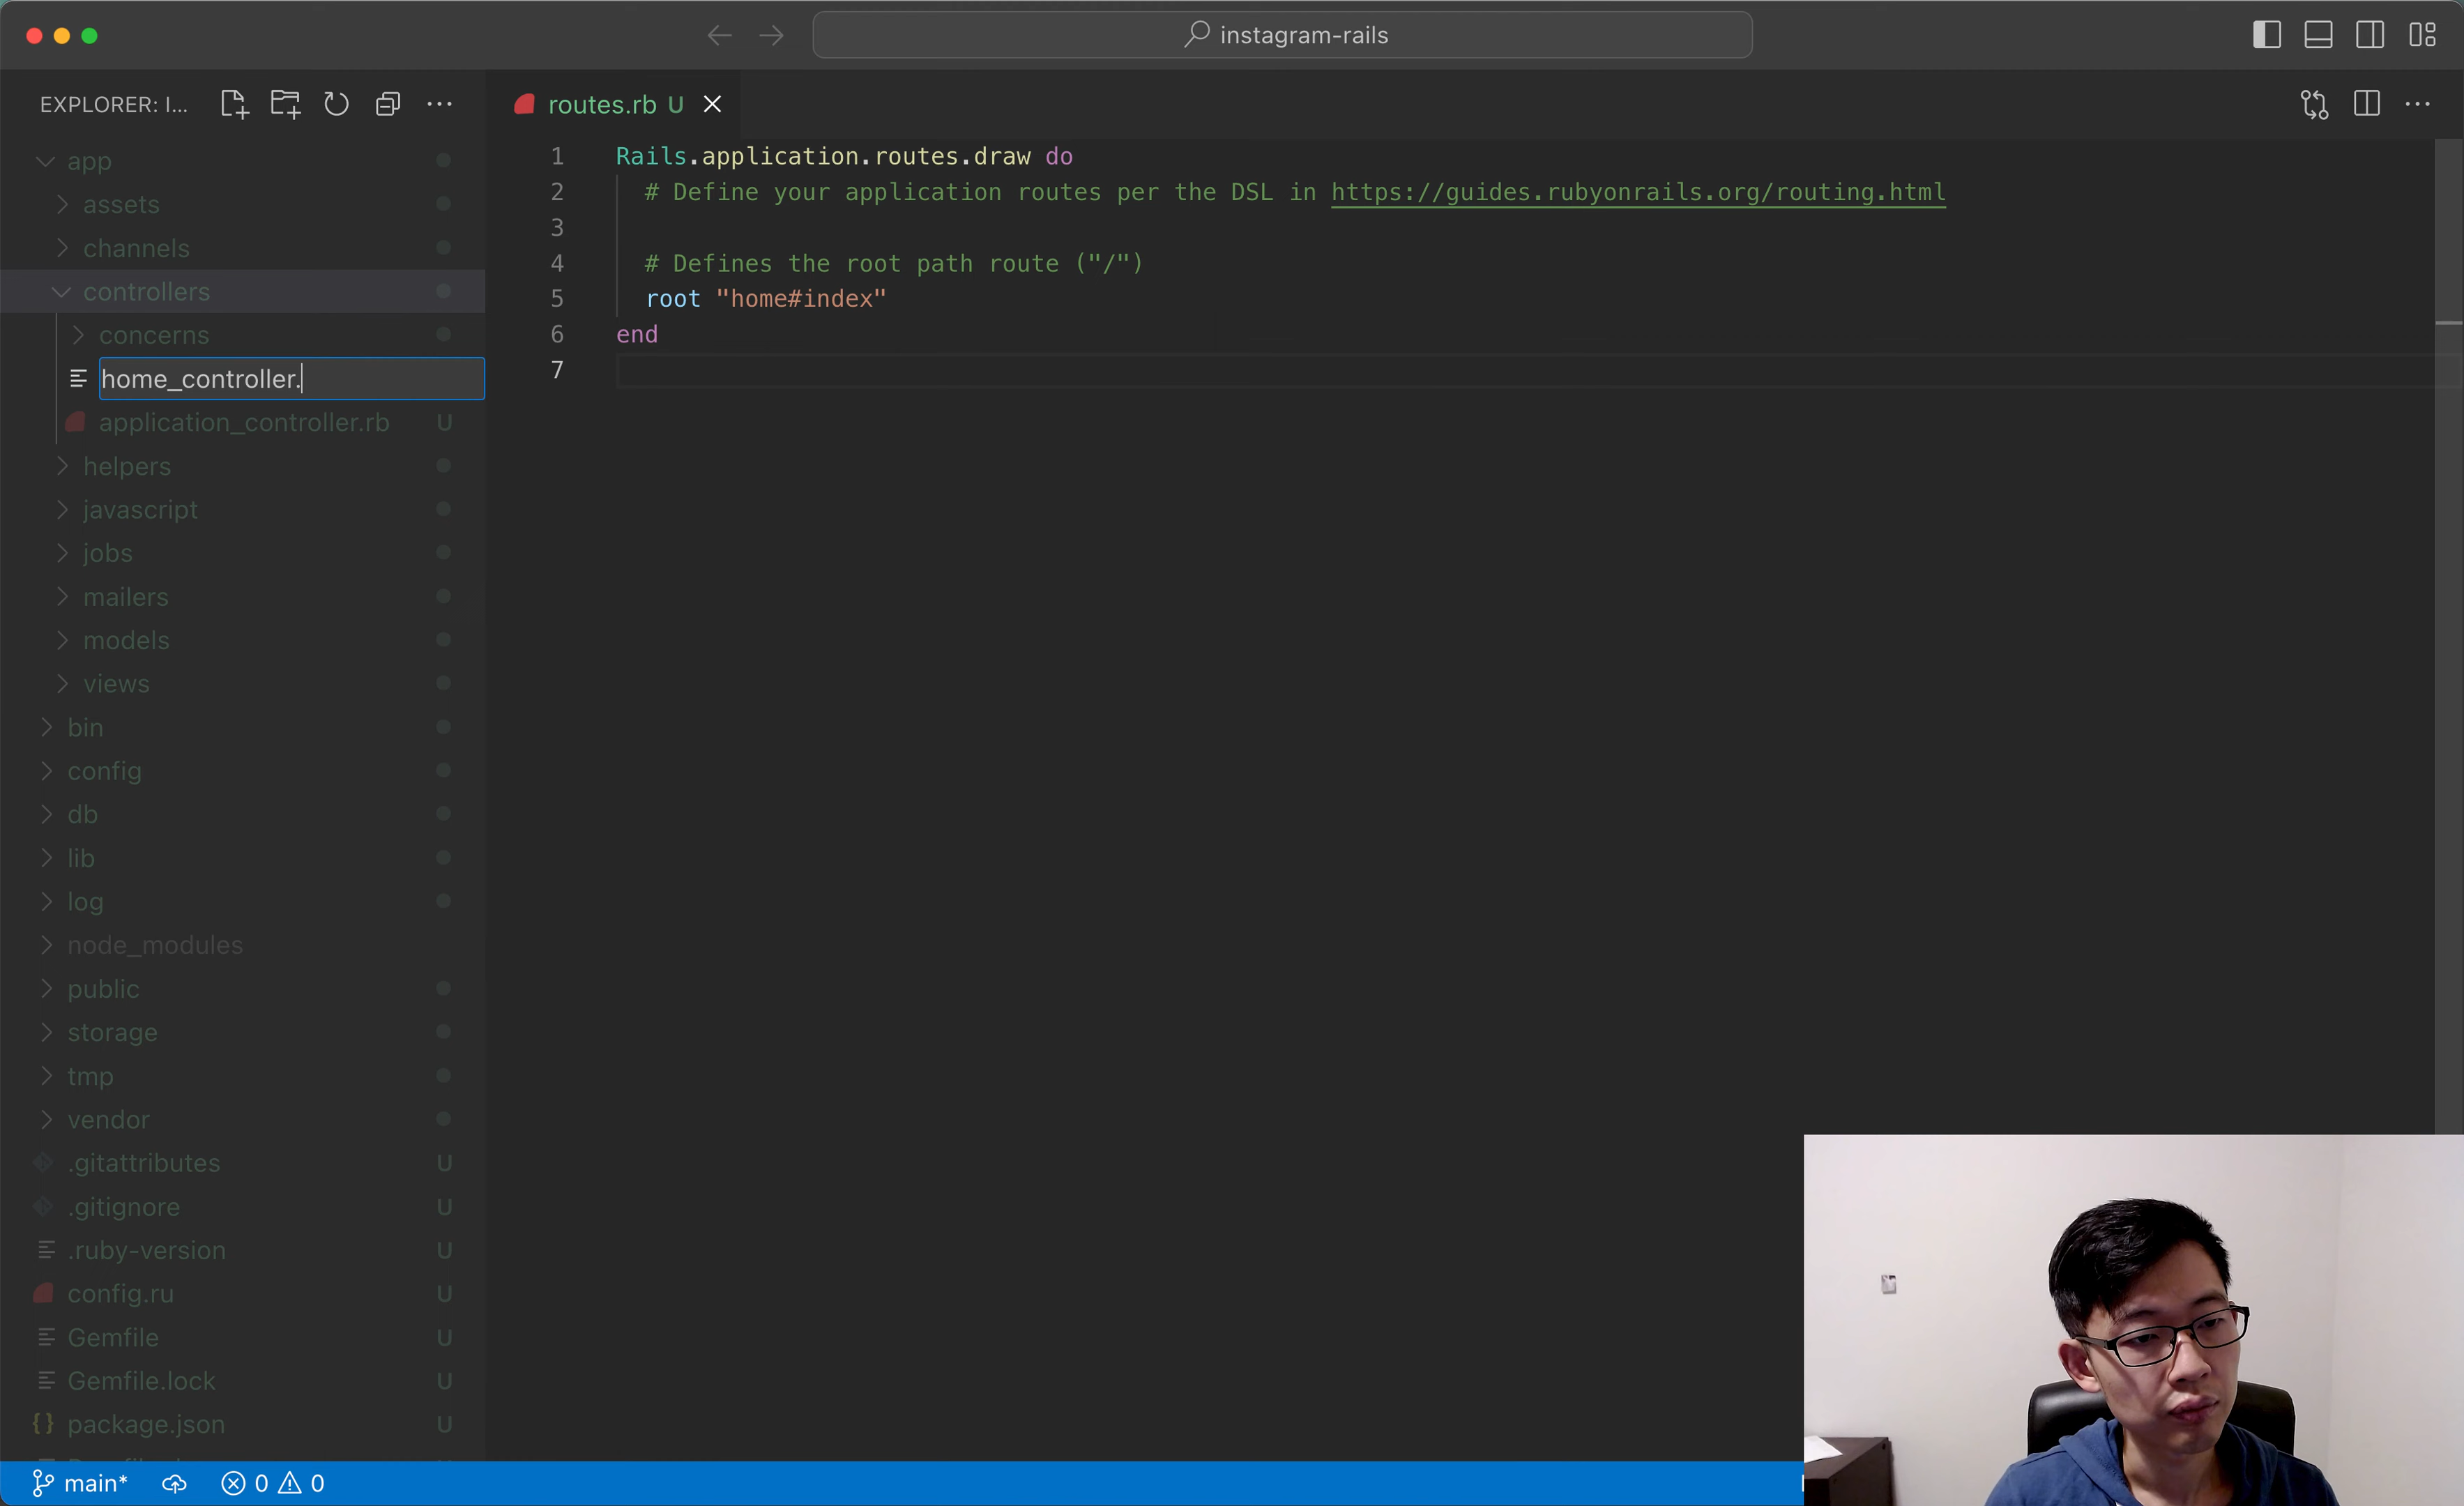 instagram-rails
EXPLORER: I...
routes.rb U
app
assets
channels
controllers
concerns
home_controller.
application_controller.rb U
helpers
javascript
jobs
mailers
models
views
bin
config
db
lib
log
node_modules
public
storage
tmp
vendor
.gitattributes U
.gitignore U
.ruby-version U
config.ru U
Gemfile U
Gemfile.lock U
package.json U
1 Rails.application.routes.draw do
2 # Define your application routes per the DSL in https://guides.rubyonrails.org/routing.html
3
4 # Defines the root path route ("/")
5 root "home#index"
6 end
7
main* 0 0